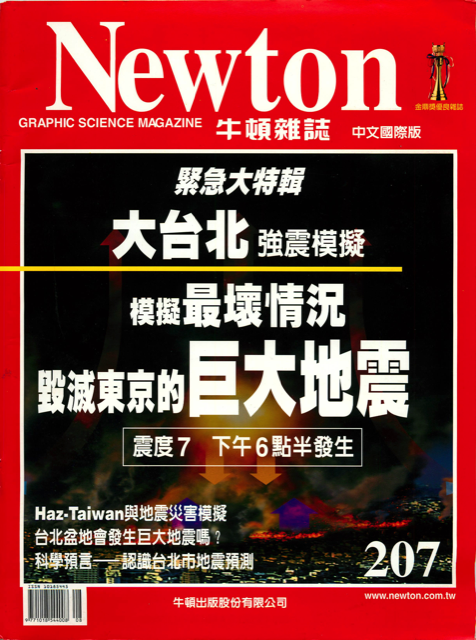 Newton
GRAPHIC SCIENCE MAGAZINE 牛頓雜誌 中文國際版
金鼎獎優良雜誌
緊急大特輯
大台北強震模擬
模擬最壞情況
毀滅東京的巨大地震
震度7 下午6點半發生
Haz-Taiwan與地震災害模擬
台北盆地會發生巨大地震嗎？
科學預言——認識台北市地震預測
207
www.newton.com.tw
牛頓出版股份有限公司